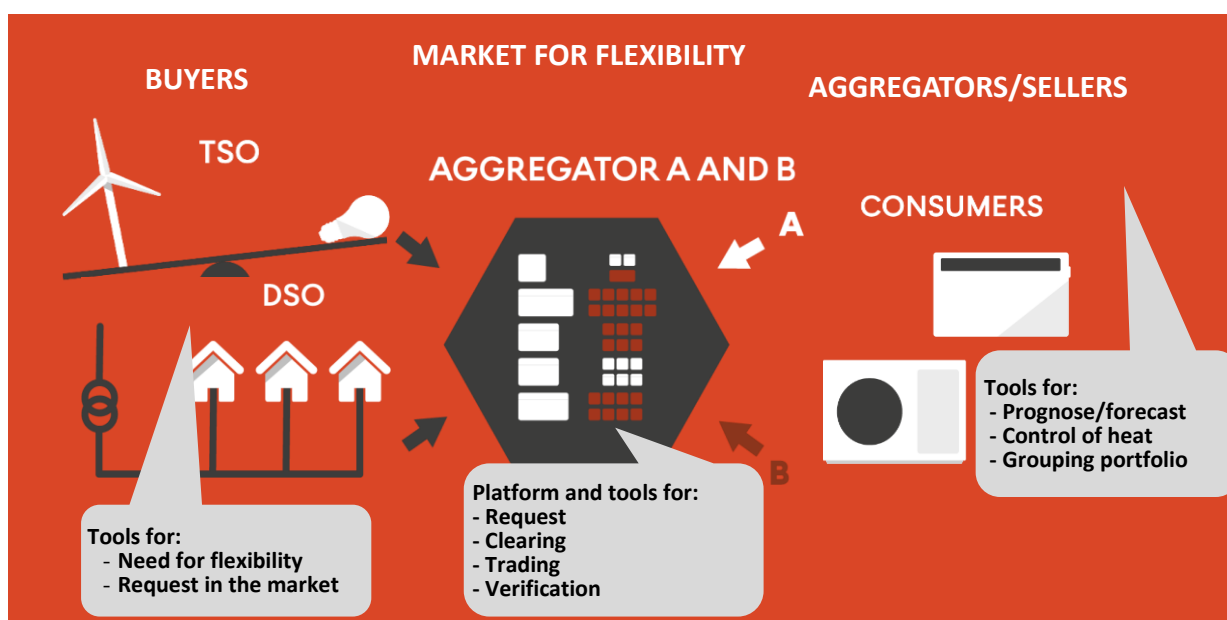 MARKET FOR FLEXIBILITY
BUYERS
AGGREGATORS/SELLERS
TSO
AGGREGATOR A AND B
CONSUMERS
A
DSO
B
Tools for:
- Prognose/forecast
- Control of heat
- Grouping portfolio
Platform and tools for:
- Request
- Clearing
- Trading
- Verification
Tools for:
- Need for flexibility
- Request in the market